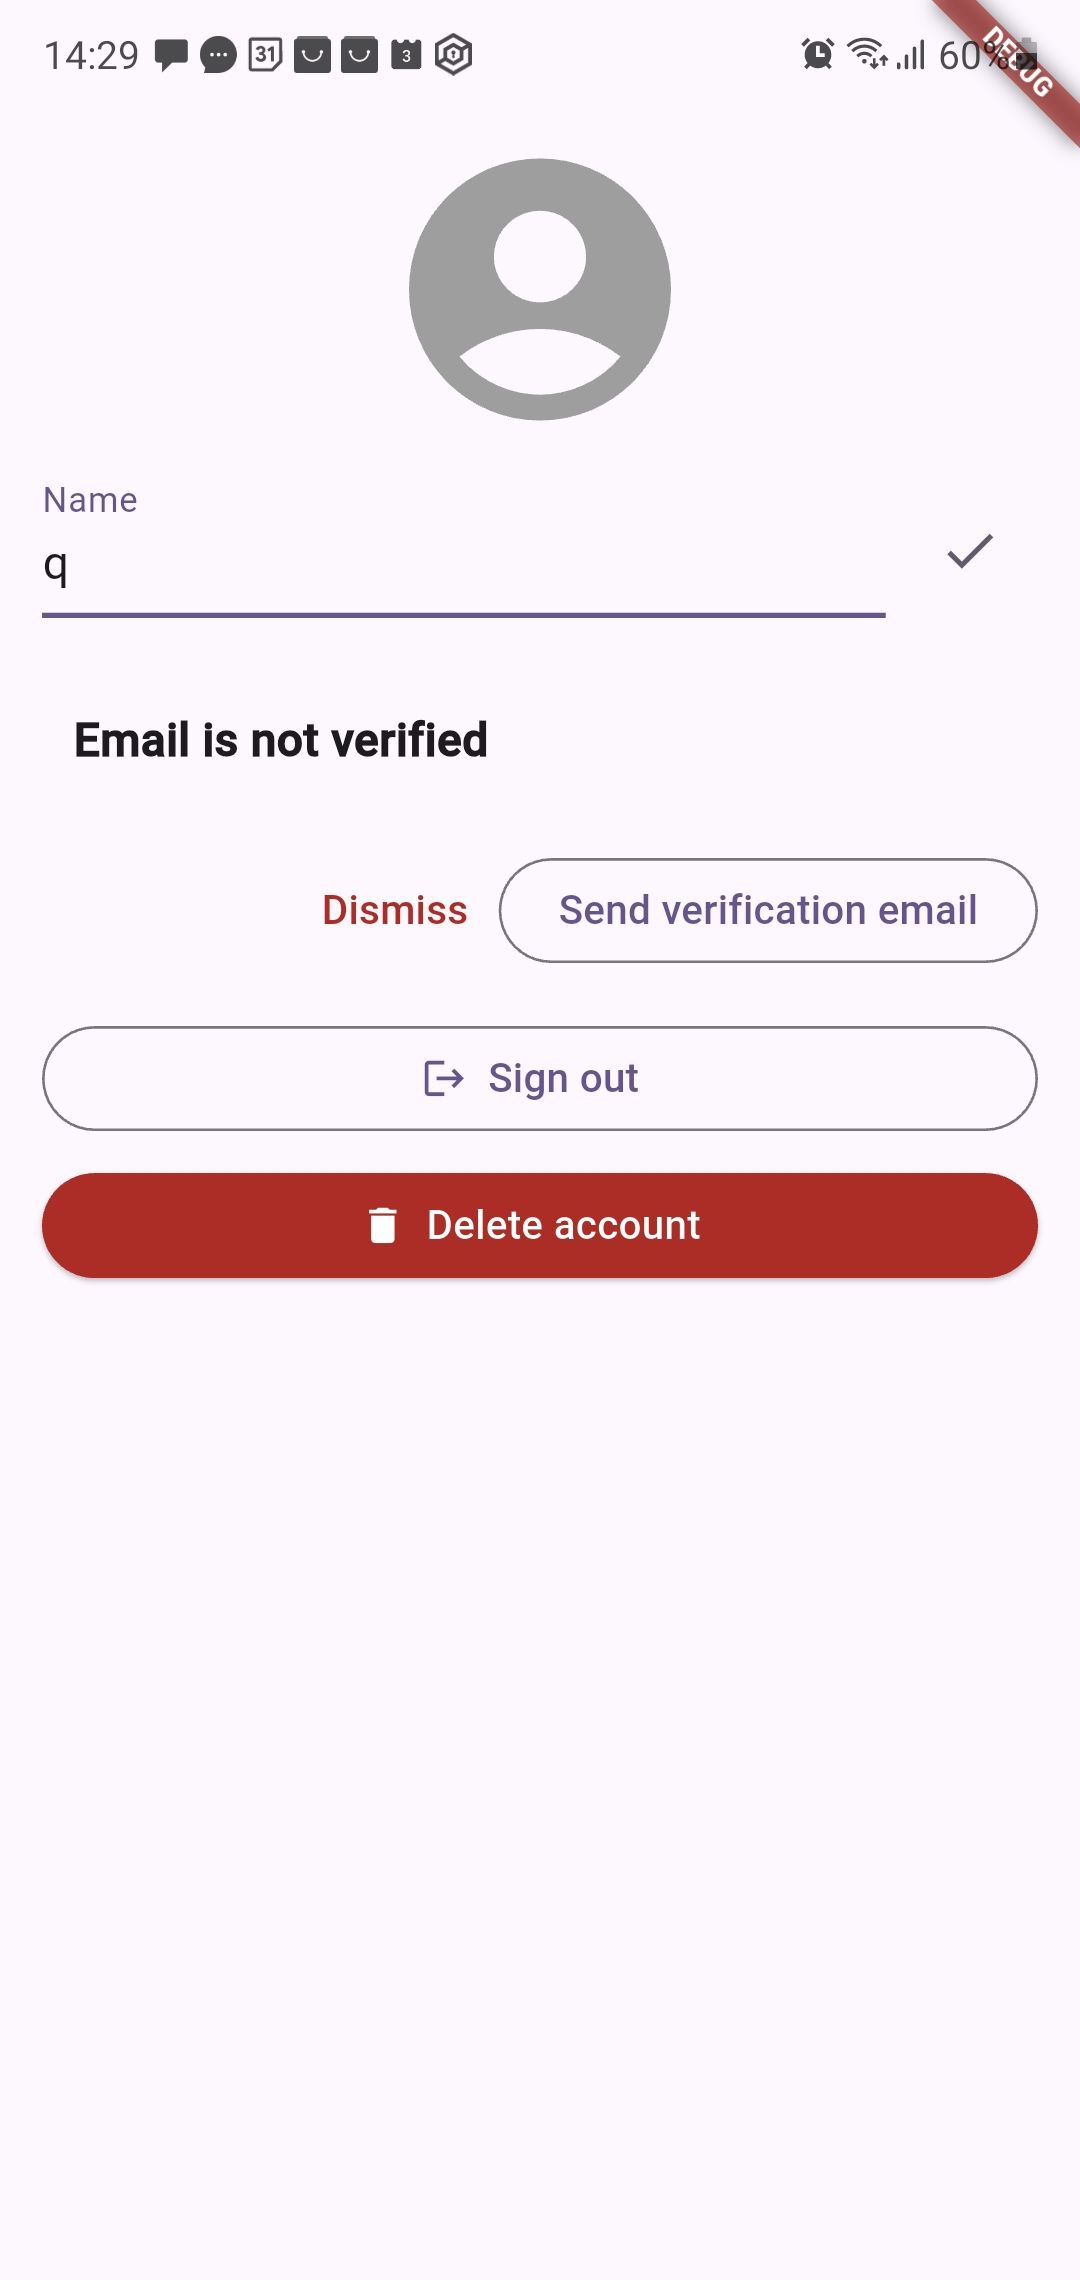 14:29 31 3 60%
DEBUG
Name
q
Email is not verified
Dismiss Send verification email
Sign out
Delete account